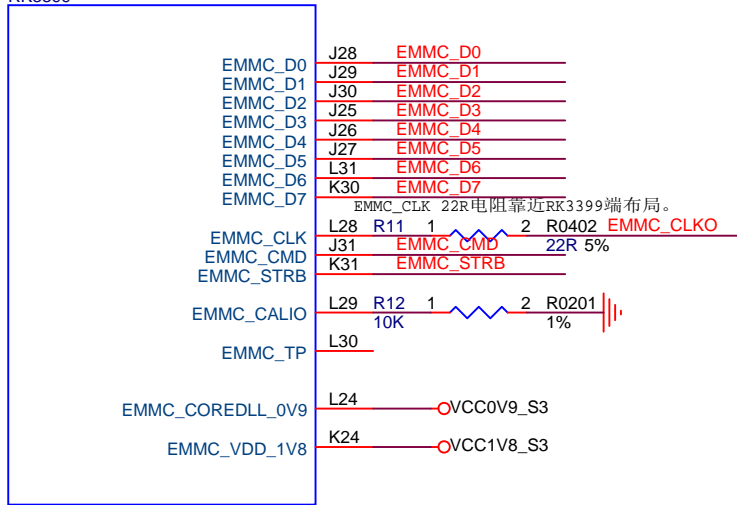 EMMC_D0 J28 EMMC_D0
EMMC_D1 J29 EMMC_D1
EMMC_D2 J30 EMMC_D2
EMMC_D3 J25 EMMC_D3
EMMC_D4 J26 EMMC_D4
EMMC_D5 J27 EMMC_D5
EMMC_D6 L31 EMMC_D6
EMMC_D7 K30 EMMC_D7
EMMC_CLK 22R电阻靠近RK3399端布局。
EMMC_CLK L28 R11 1 2 R0402 EMMC_CLKO
22R 5%
EMMC_CMD J31 EMMC_CMD
EMMC_STRB K31 EMMC_STRB
EMMC_CALIO L29 R12 1 2 R0201
10K 1%
EMMC_TP L30
EMMC_COREDLL_0V9 L24 VCC0V9_S3
EMMC_VDD_1V8 K24 VCC1V8_S3